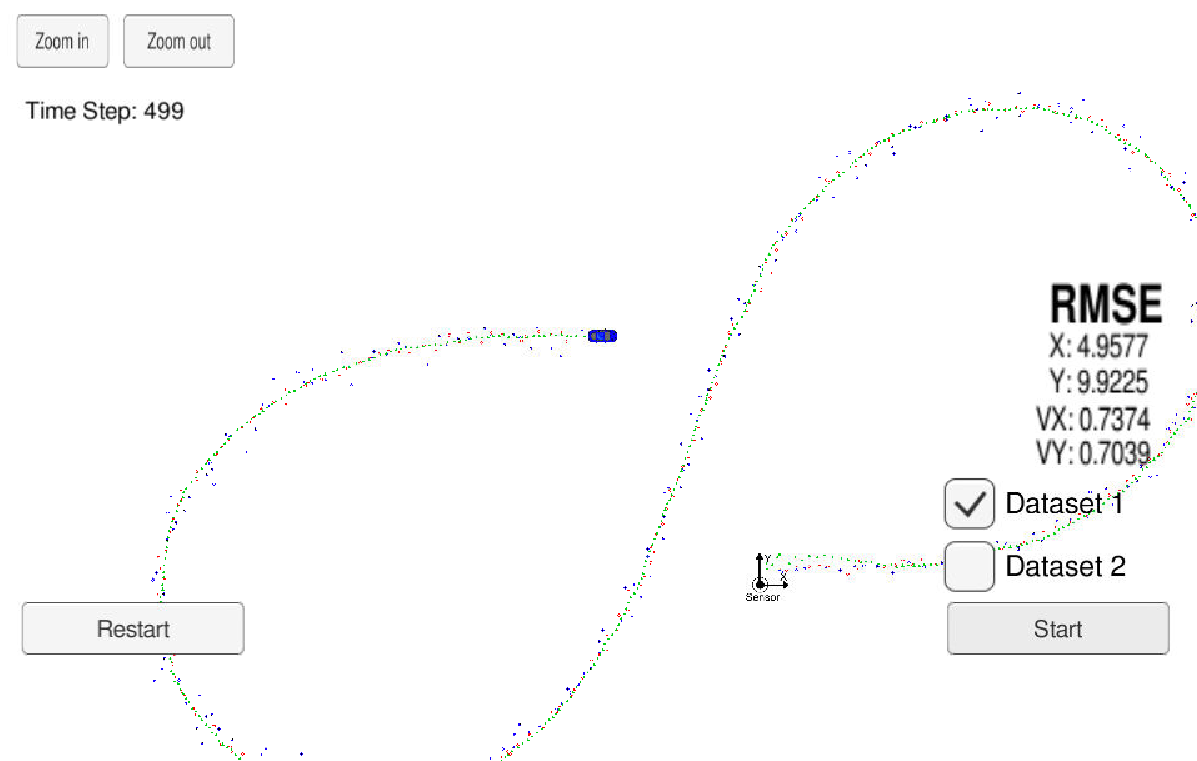 Zoom in
Zoom out
Time Step: 499
RMSE
X: 4.9577
Y: 9.9225
VX: 0.7374
VY: 0.7039
Dataset 1
Dataset 2
Y
X
Sensor
Restart
Start